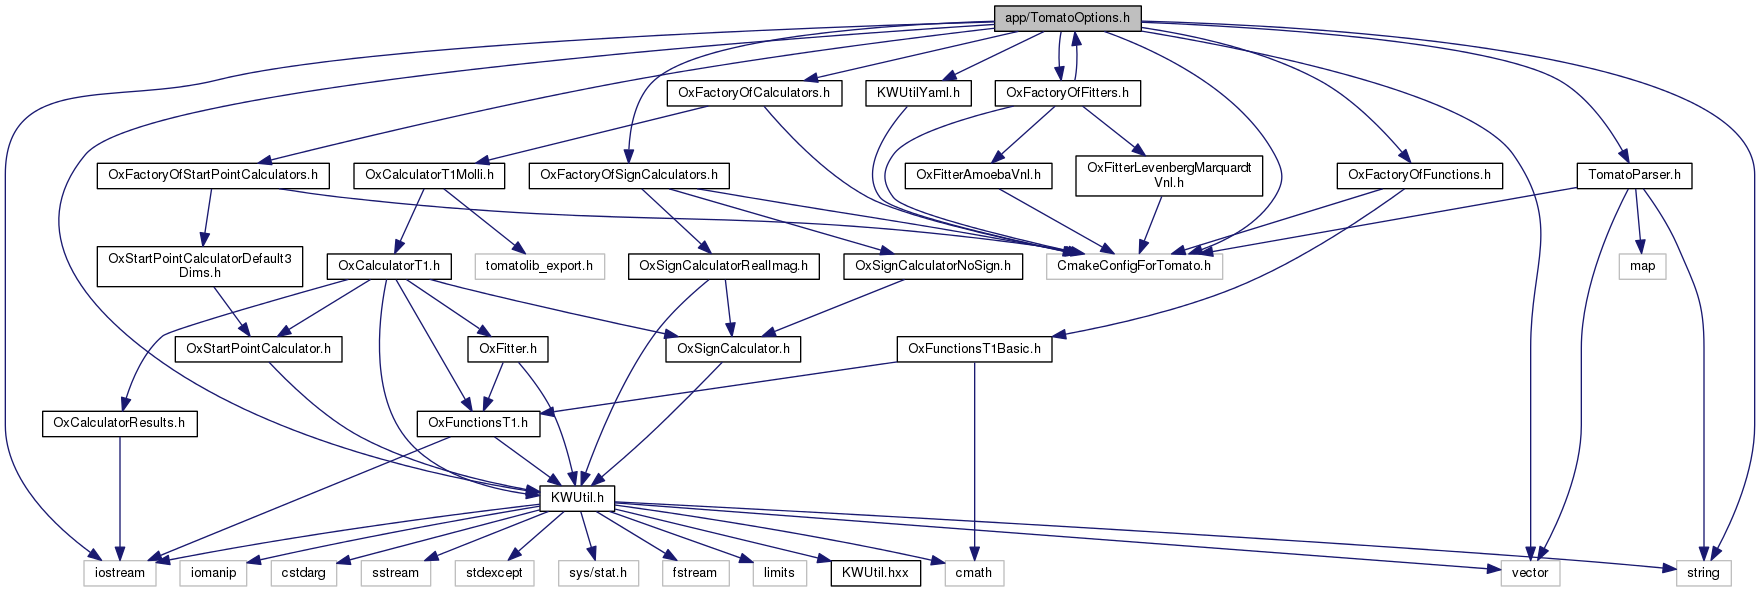 app/TomatoOptions.h
OxFactoryOfCalculators.h
KWUtilYaml.h
OxFactoryOfFitters.h
OxFactoryOfStartPointCalculators.h
OxCalculatorT1Molli.h
OxFactoryOfSignCalculators.h
OxFitterAmoebaVnl.h
OxFitterLevenbergMarquardt
Vnl.h
OxFactoryOfFunctions.h
TomatoParser.h
OxStartPointCalculatorDefault3
Dims.h
OxCalculatorT1.h
tomatolib_export.h
OxSignCalculatorRealImag.h
OxSignCalculatorNoSign.h
CmakeConfigForTomato.h
map
OxStartPointCalculator.h
OxFitter.h
OxSignCalculator.h
OxFunctionsT1Basic.h
OxCalculatorResults.h
OxFunctionsT1.h
KWUtil.h
iostream
iomanip
cstdarg
sstream
stdexcept
sys/stat.h
fstream
limits
KWUtil.hxx
cmath
vector
string